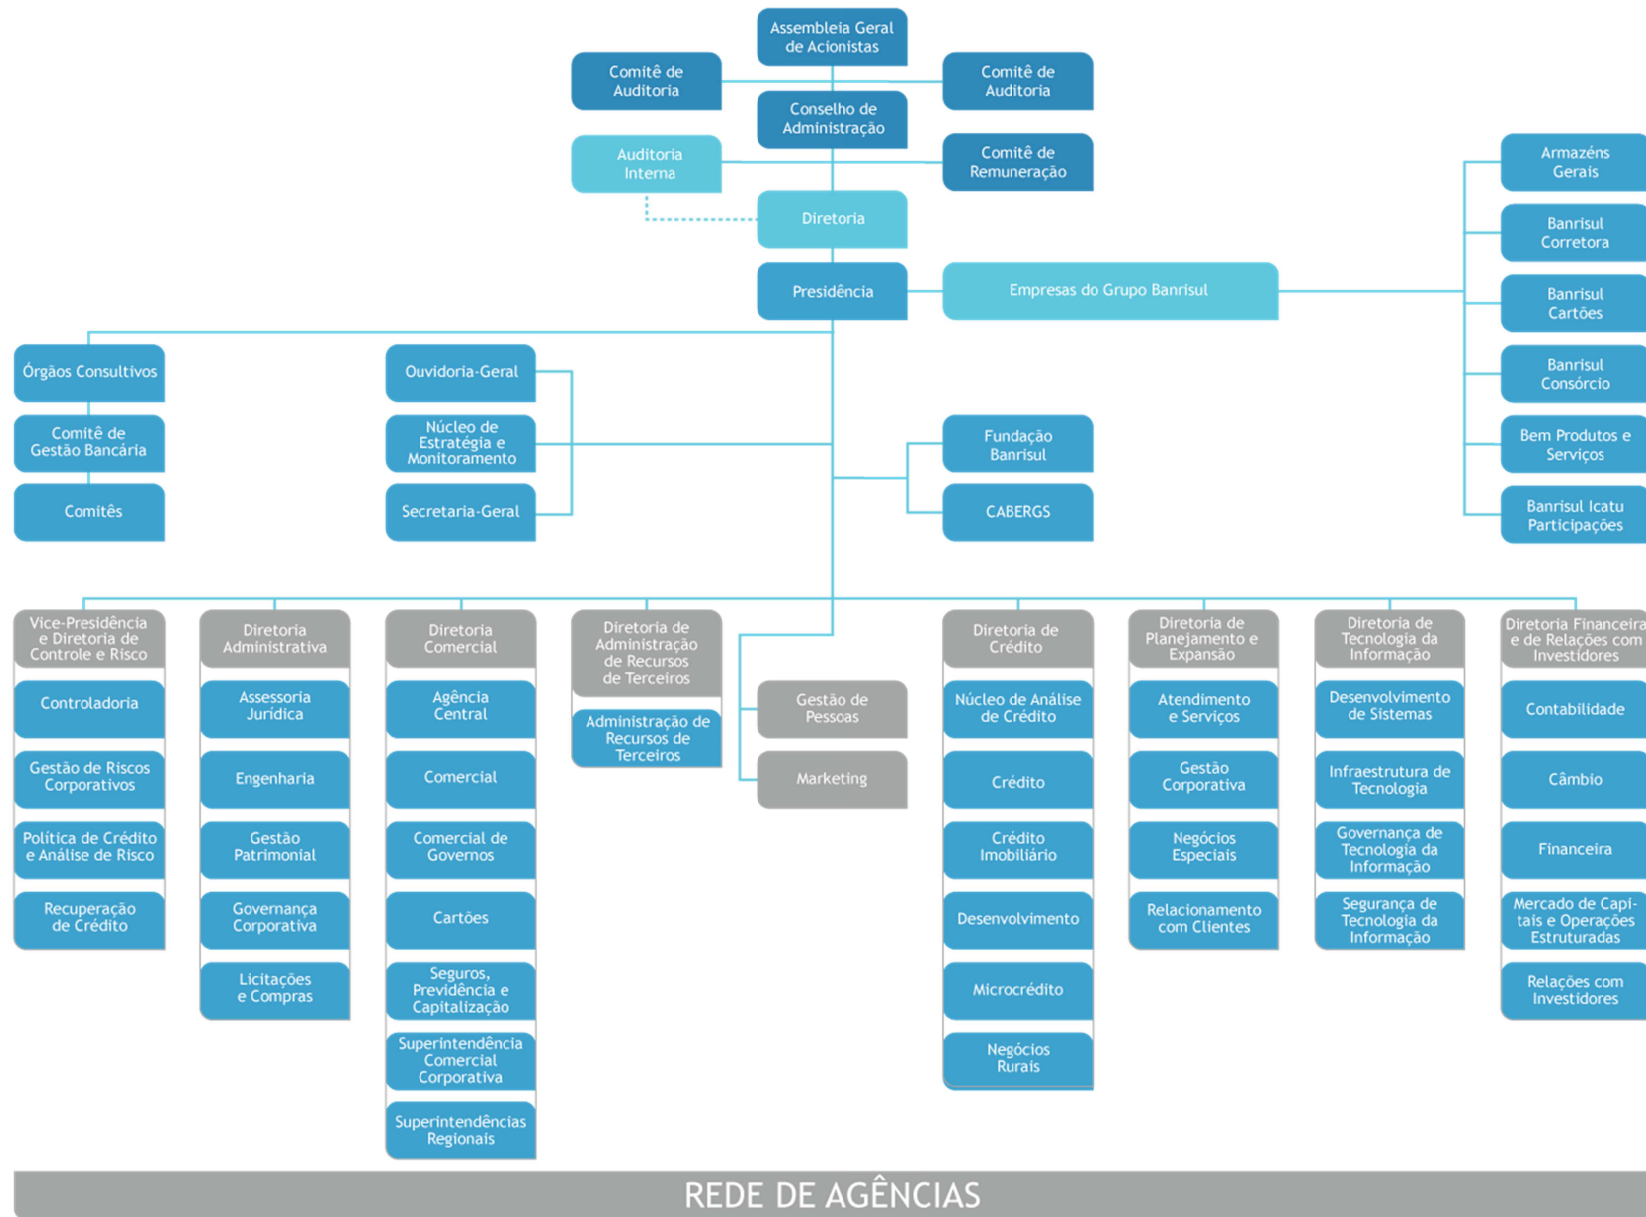 Assembleia Geral
de Acionistas
Comitê de
Auditoria
Comitê de
Auditoria
Conselho de
Administração
Auditoria
Interna
Comitê de
Remuneração
Diretoria
Presidência
Empresas do Grupo Banrisul
Armazéns
Gerais
Banrisul
Corretora
Banrisul
Cartões
Banrisul
Consórcio
Bem Produtos e
Serviços
Banrisul Icatu
Participações
Órgãos Consultivos
Comitê de
Gestão Bancária
Comitês
Ouvidoria-Geral
Núcleo de
Estratégia e
Monitoramento
Secretaria-Geral
Fundação
Banrisul
CABERGS
Vice-Presidência
e Diretoria de
Controle e Risco
Controladoria
Gestão de Riscos
Corporativos
Política de Crédito
e Análise de Risco
Recuperação
de Crédito
Diretoria
Administrativa
Assessoria
Jurídica
Engenharia
Gestão
Patrimonial
Governança
Corporativa
Licitações
e Compras
Diretoria
Comercial
Agência
Central
Comercial
Comercial de
Governos
Cartões
Seguros,
Previdência e
Capitalização
Superintendência
Comercial
Corporativa
Superintendências
Regionais
Diretoria de
Administração
de Recursos
de Terceiros
Administração de
Recursos de
Terceiros
Gestão de
Pessoas
Marketing
Diretoria de
Crédito
Núcleo de Análise
de Crédito
Crédito
Crédito
Imobiliário
Desenvolvimento
Microcrédito
Negócios
Rurais
Diretoria de
Planejamento e
Expansão
Atendimento
e Serviços
Gestão
Corporativa
Negócios
Especiais
Relacionamento
com Clientes
Diretoria de
Tecnologia da
Informação
Desenvolvimento
de Sistemas
Infraestrutura de
Tecnologia
Governança de
Tecnologia da
Informação
Segurança de
Tecnologia da
Informação
Diretoria Financeira
e de Relações com
Investidores
Contabilidade
Câmbio
Financeira
Mercado de Capi-
tais e Operações
Estruturadas
Relações com
Investidores
REDE DE AGÊNCIAS